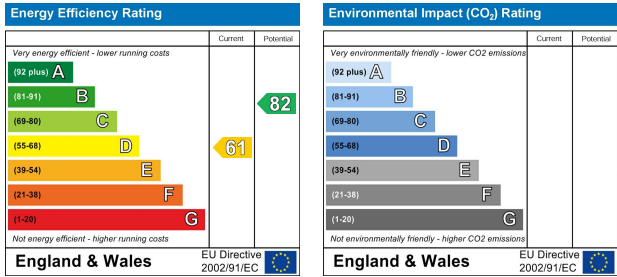 Energy Efficiency Rating
Current Potential
Very energy efficient - lower running costs
(92 plus) A
(81-91) B
82
(69-80) C
(55-68) D
61
(39-54) E
(21-38) F
(1-20) G
Not energy efficient - higher running costs
England & Wales
EU Directive
2002/91/EC
Environmental Impact (CO₂) Rating
Current Potential
Very environmentally friendly - lower CO2 emissions
(92 plus) A
(81-91) B
(69-80) C
(55-68) D
(39-54) E
(21-38) F
(1-20) G
Not environmentally friendly - higher CO2 emissions
England & Wales
EU Directive
2002/91/EC